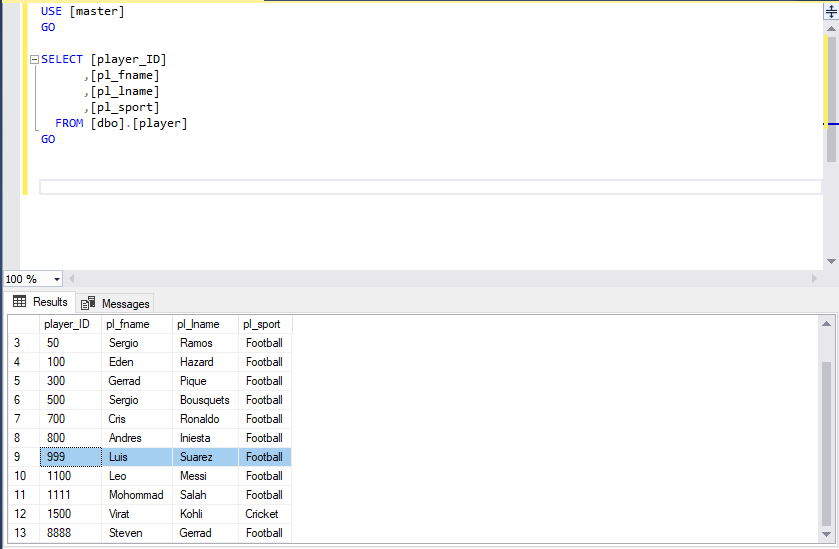 USE [master]
GO
SELECT [player_ID]
,[pl_fname]
,[pl_lname]
,[pl_sport]
FROM [dbo].[player]
GO
100 %
Results Messages
player_ID pl_fname pl_lname pl_sport
3 50 Sergio Ramos Football
4 100 Eden Hazard Football
5 300 Gerrad Pique Football
6 500 Sergio Bousquets Football
7 700 Cris Ronaldo Football
8 800 Andres Iniesta Football
9 999 Luis Suarez Football
10 1100 Leo Messi Football
11 1111 Mohommad Salah Football
12 1500 Virat Kohli Cricket
13 8888 Steven Gerrad Football